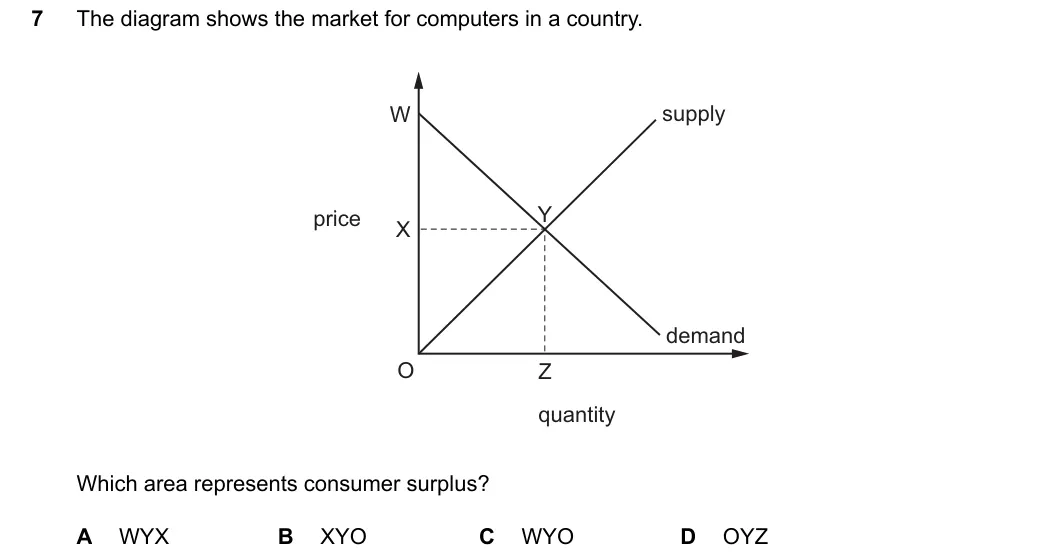 7 The diagram shows the market for computers in a country.
W
supply
Y
price
X
demand
O
Z
quantity
Which area represents consumer surplus?
A WYX B XYO C WYO D OYZ